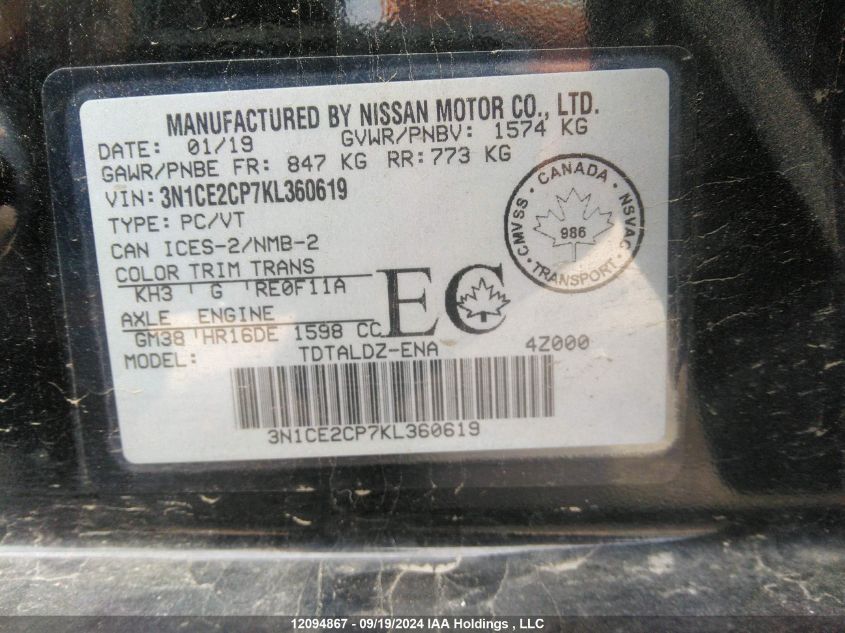 MANUFACTURED BY NISSAN MOTOR CO., LTD.
DATE: 01/19 GVWR/PNBV: 1574 KG
GAWR/PNBE FR: 847 KG RR: 773 KG
VIN: 3N1CE2CP7KL360619
TYPE: PC/VT
CAN ICES-2/NMB-2
COLOR TRIM TRANS
KH3 G RE0F11A
AXLE ENGINE
GM38 HR16DE 1598 CC
MODEL: TDTALDZ-ENA 4Z000
EC
CANADA
CMVSS NSVAC
986
TRANSPORT
3N1CE2CP7KL360619
12094867 - 09/19/2024 IAA Holdings , LLC